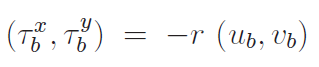 (τ_b^x, τ_b^y) = −r (u_b, v_b)